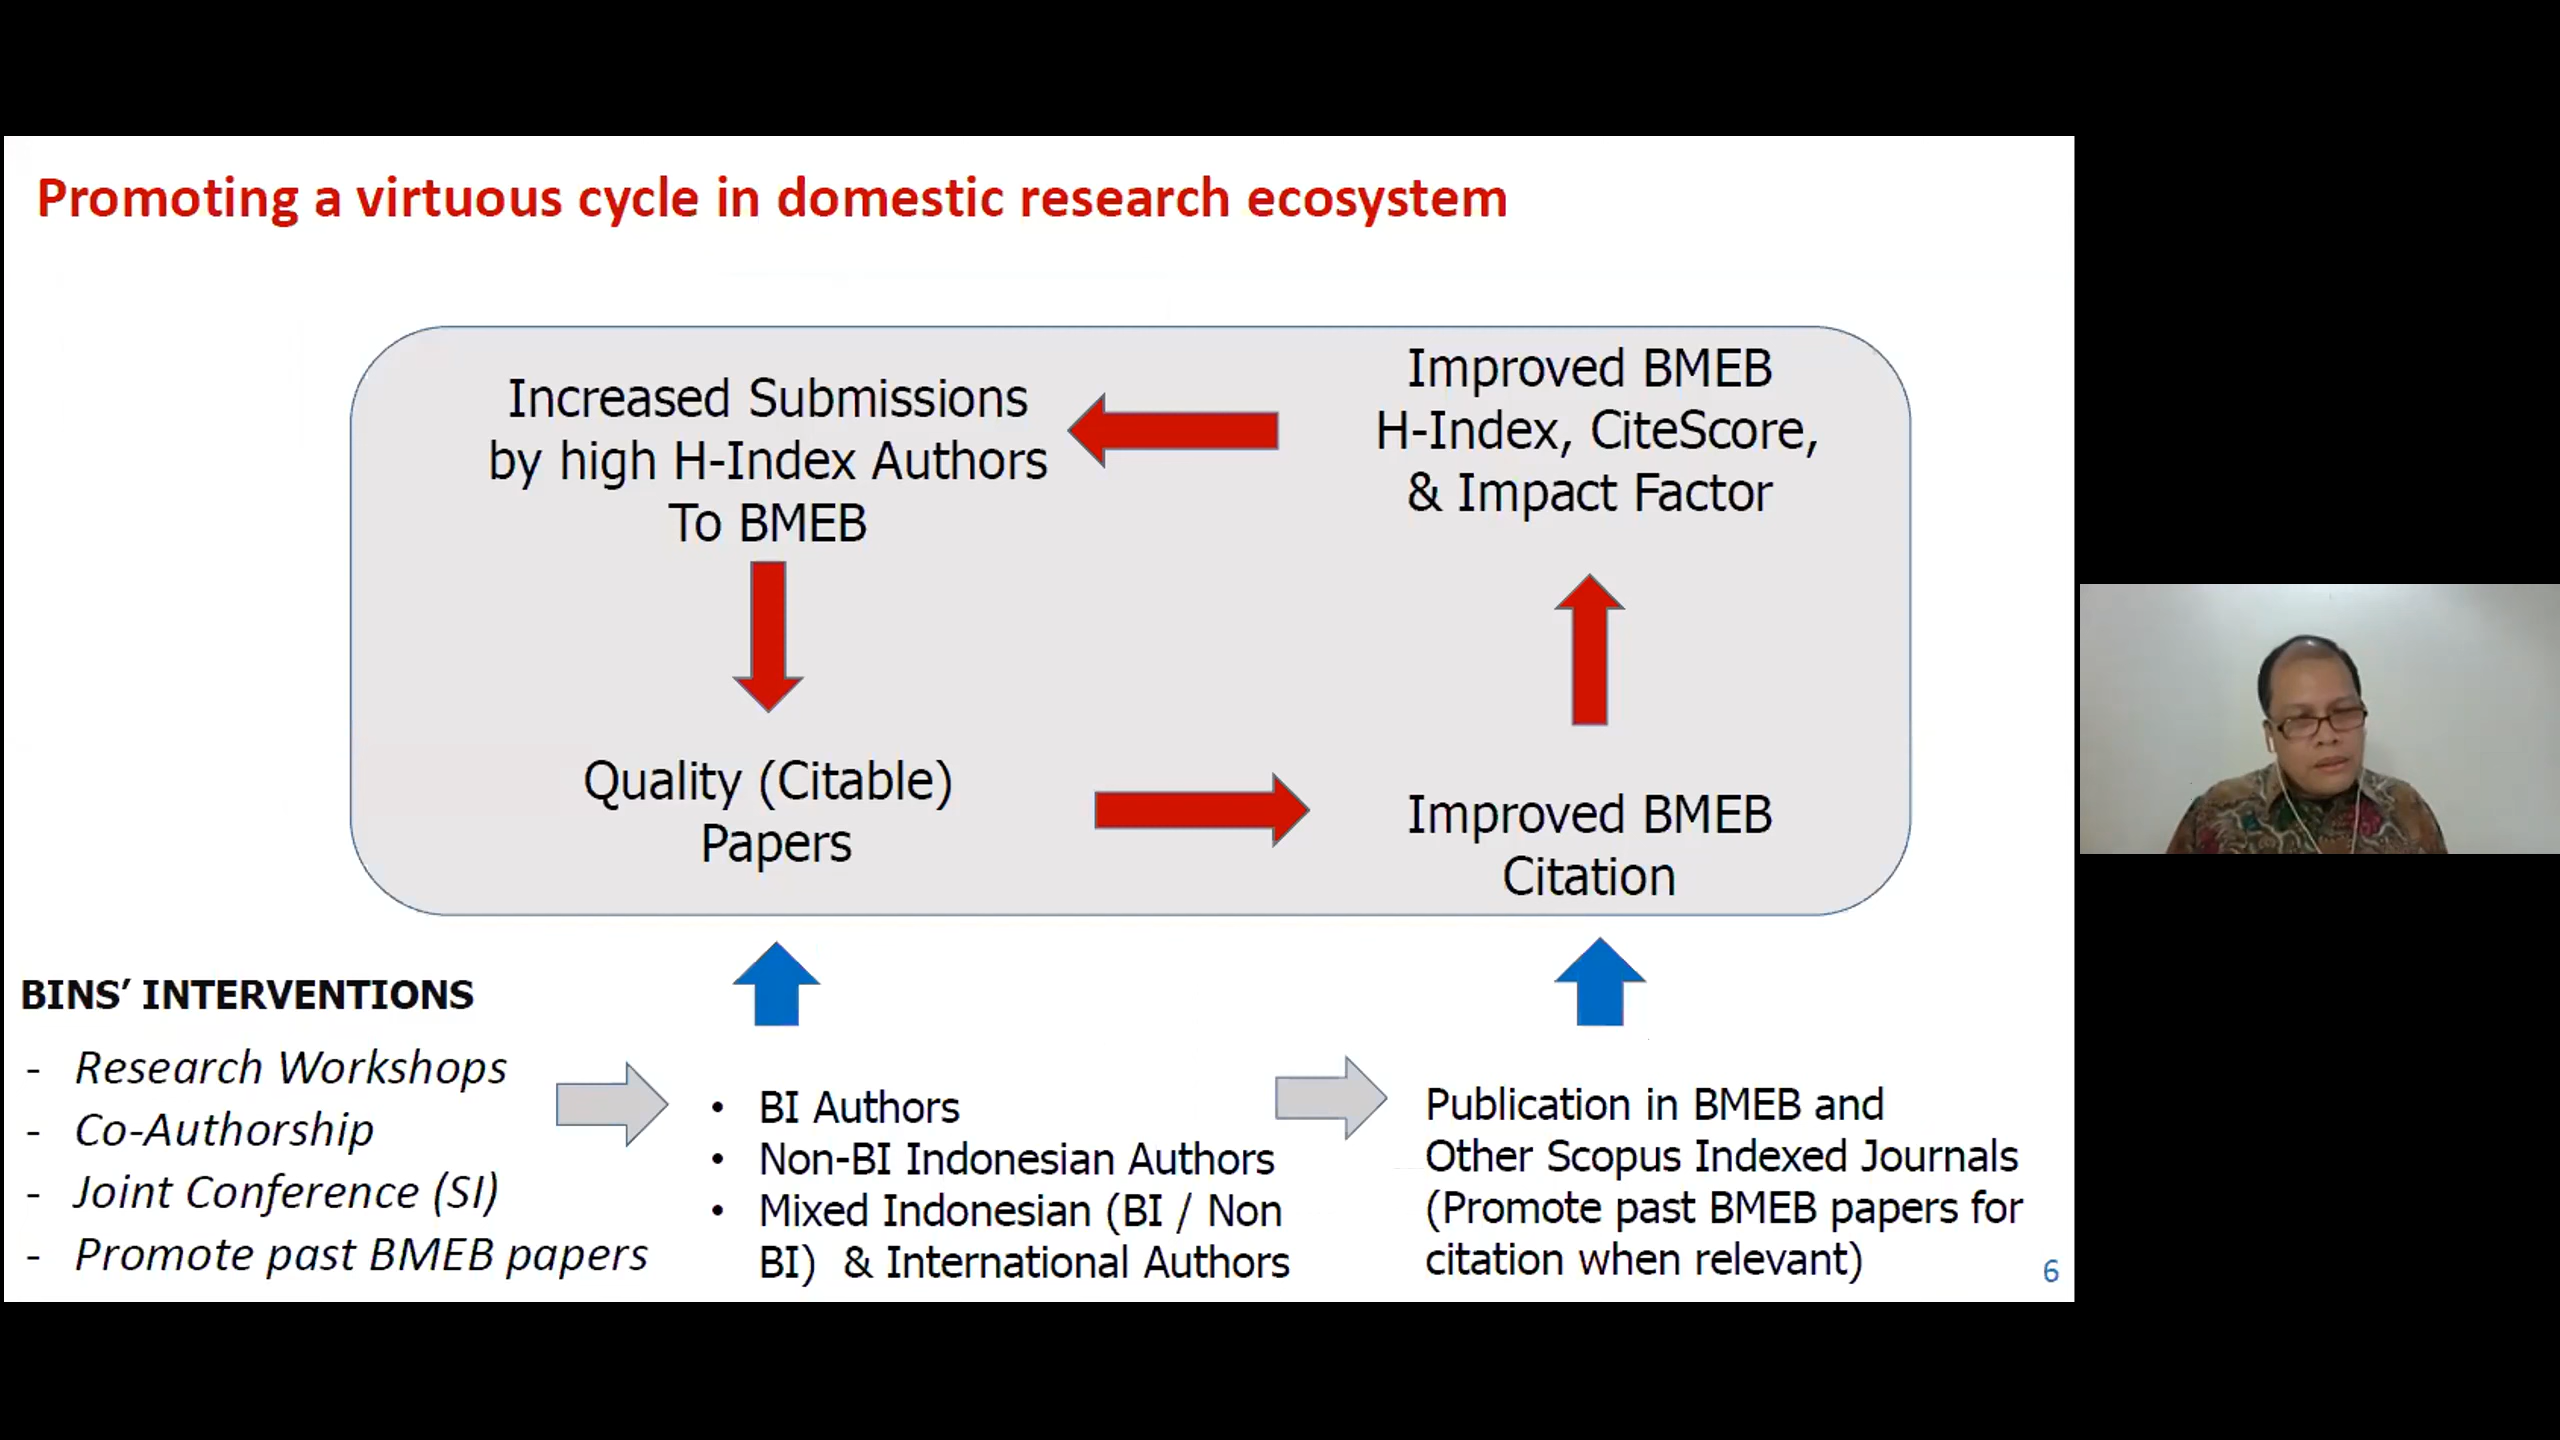 Promoting a virtuous cycle in domestic research ecosystem
Increased Submissions
by high H-Index Authors
To BMEB
Improved BMEB
H-Index, CiteScore,
& Impact Factor
Quality (Citable)
Papers
Improved BMEB
Citation
BINS’ INTERVENTIONS
- Research Workshops
- Co-Authorship
- Joint Conference (SI)
- Promote past BMEB papers
• BI Authors
• Non-BI Indonesian Authors
• Mixed Indonesian (BI / Non
BI) & International Authors
Publication in BMEB and
Other Scopus Indexed Journals
(Promote past BMEB papers for
citation when relevant)
6